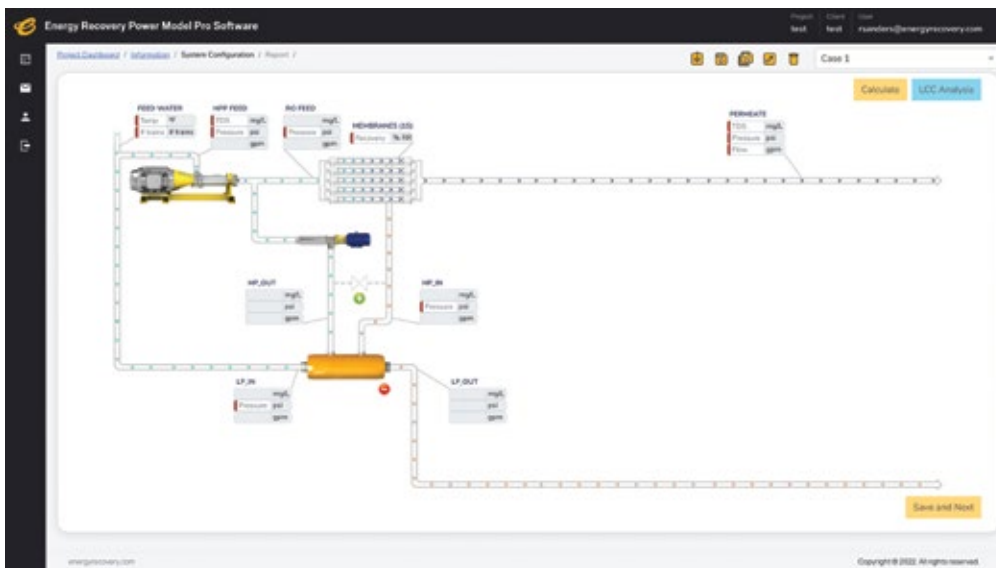 Energy Recovery Power Model Pro Software
Project Client User
test test rsanders@energyrecovery.com
Project Dashboard / Information / System Configuration / Report /
Case 1
Calculate LCC Analysis
FEED WATER
Temp °F
# trains # trains
HPP FEED
TDS mg/L
Pressure psi
gpm
RO FEED
Pressure psi
MEMBRANES (1S)
Recovery
PERMEATE
TDS mg/L
Pressure psi
Flow gpm
HP_OUT
mg/L
psi
gpm
HP_IN
mg/L
Pressure psi
gpm
LP_IN
mg/L
Pressure psi
gpm
LP_OUT
mg/L
psi
gpm
Save and Next
energyrecovery.com
Copyright © 2022. All rights reserved.